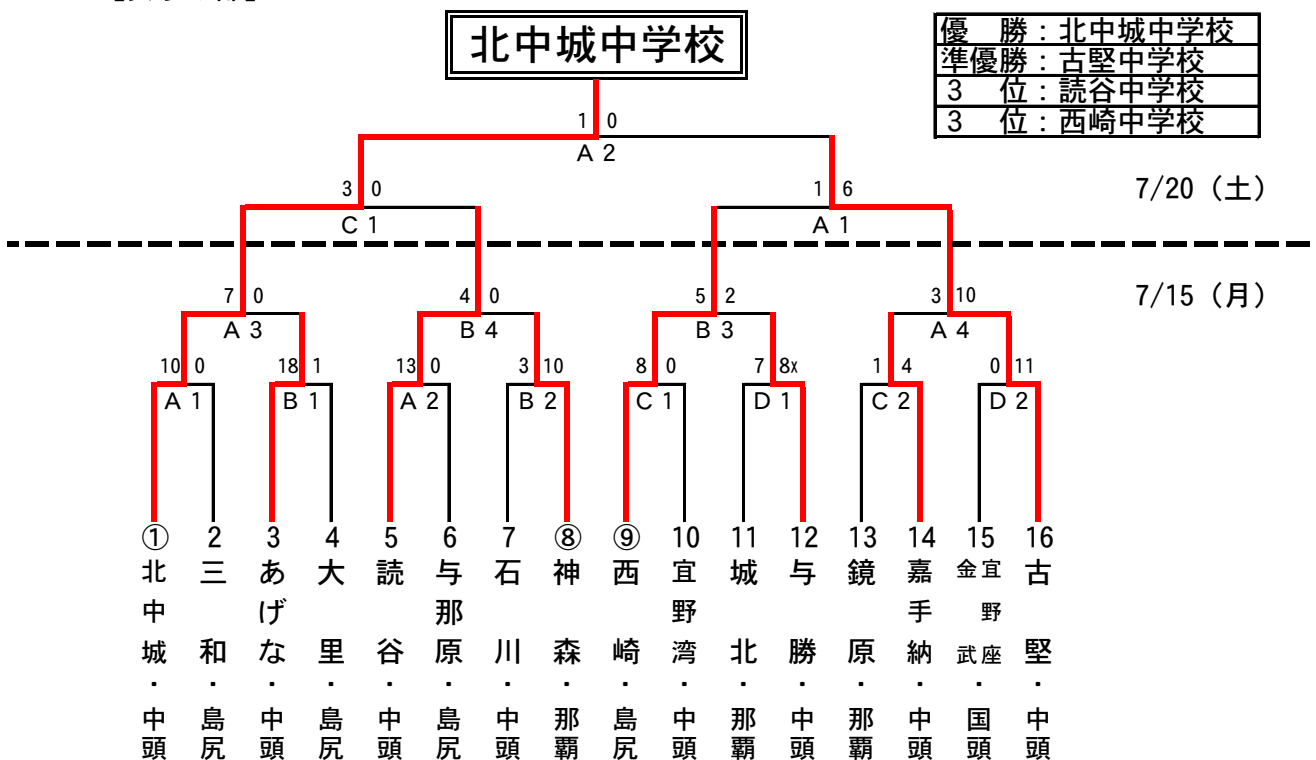 北中城中学校
優　勝：北中城中学校
準優勝：古堅中学校
3　位：読谷中学校
3　位：西崎中学校
1 0
A 2
3 0
1 6
7/20（土）
C 1
A 1
7 0
4 0
5 2
3 10
7/15（月）
A 3
B 4
B 3
A 4
10 0
18 1
13 0
3 10
8 0
7 8x
1 4
0 11
A 1
B 1
A 2
B 2
C 1
D 1
C 2
D 2
① 2 3 4 5 6 7 ⑧ ⑨ 10 11 12 13 14 15 16
北中城・中頭
三和・島尻
あげな・中頭
大里・島尻
読谷・中頭
与那原・島尻
石川・中頭
神森・那覇
西崎・島尻
宜野湾・中頭
城北・那覇
与勝・中頭
鏡原・那覇
嘉手納・中頭
宜野座
金武
・国頭
古堅・中頭